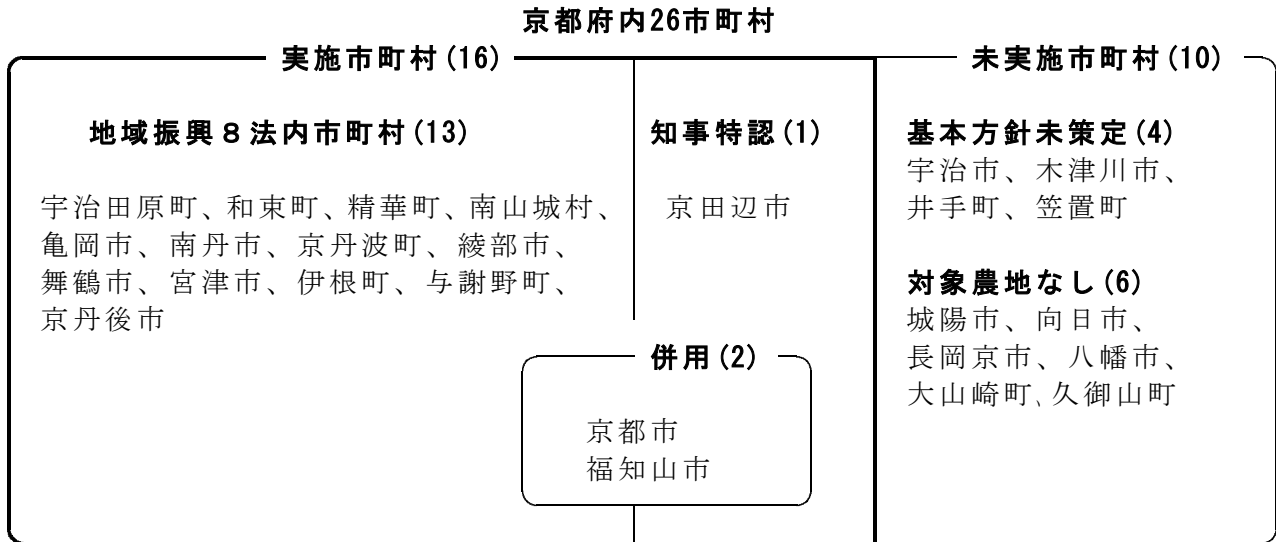 京都府内26市町村
実施市町村(16)
未実施市町村(10)
地域振興8法内市町村(13)
宇治田原町、和束町、精華町、南山城村、
亀岡市、南丹市、京丹波町、綾部市、
舞鶴市、宮津市、伊根町、与謝野町、
京丹後市
知事特認(1)
京田辺市
併用(2)
京都市
福知山市
基本方針未策定(4)
宇治市、木津川市、
井手町、笠置町
対象農地なし(6)
城陽市、向日市、
長岡京市、八幡市、
大山崎町、久御山町